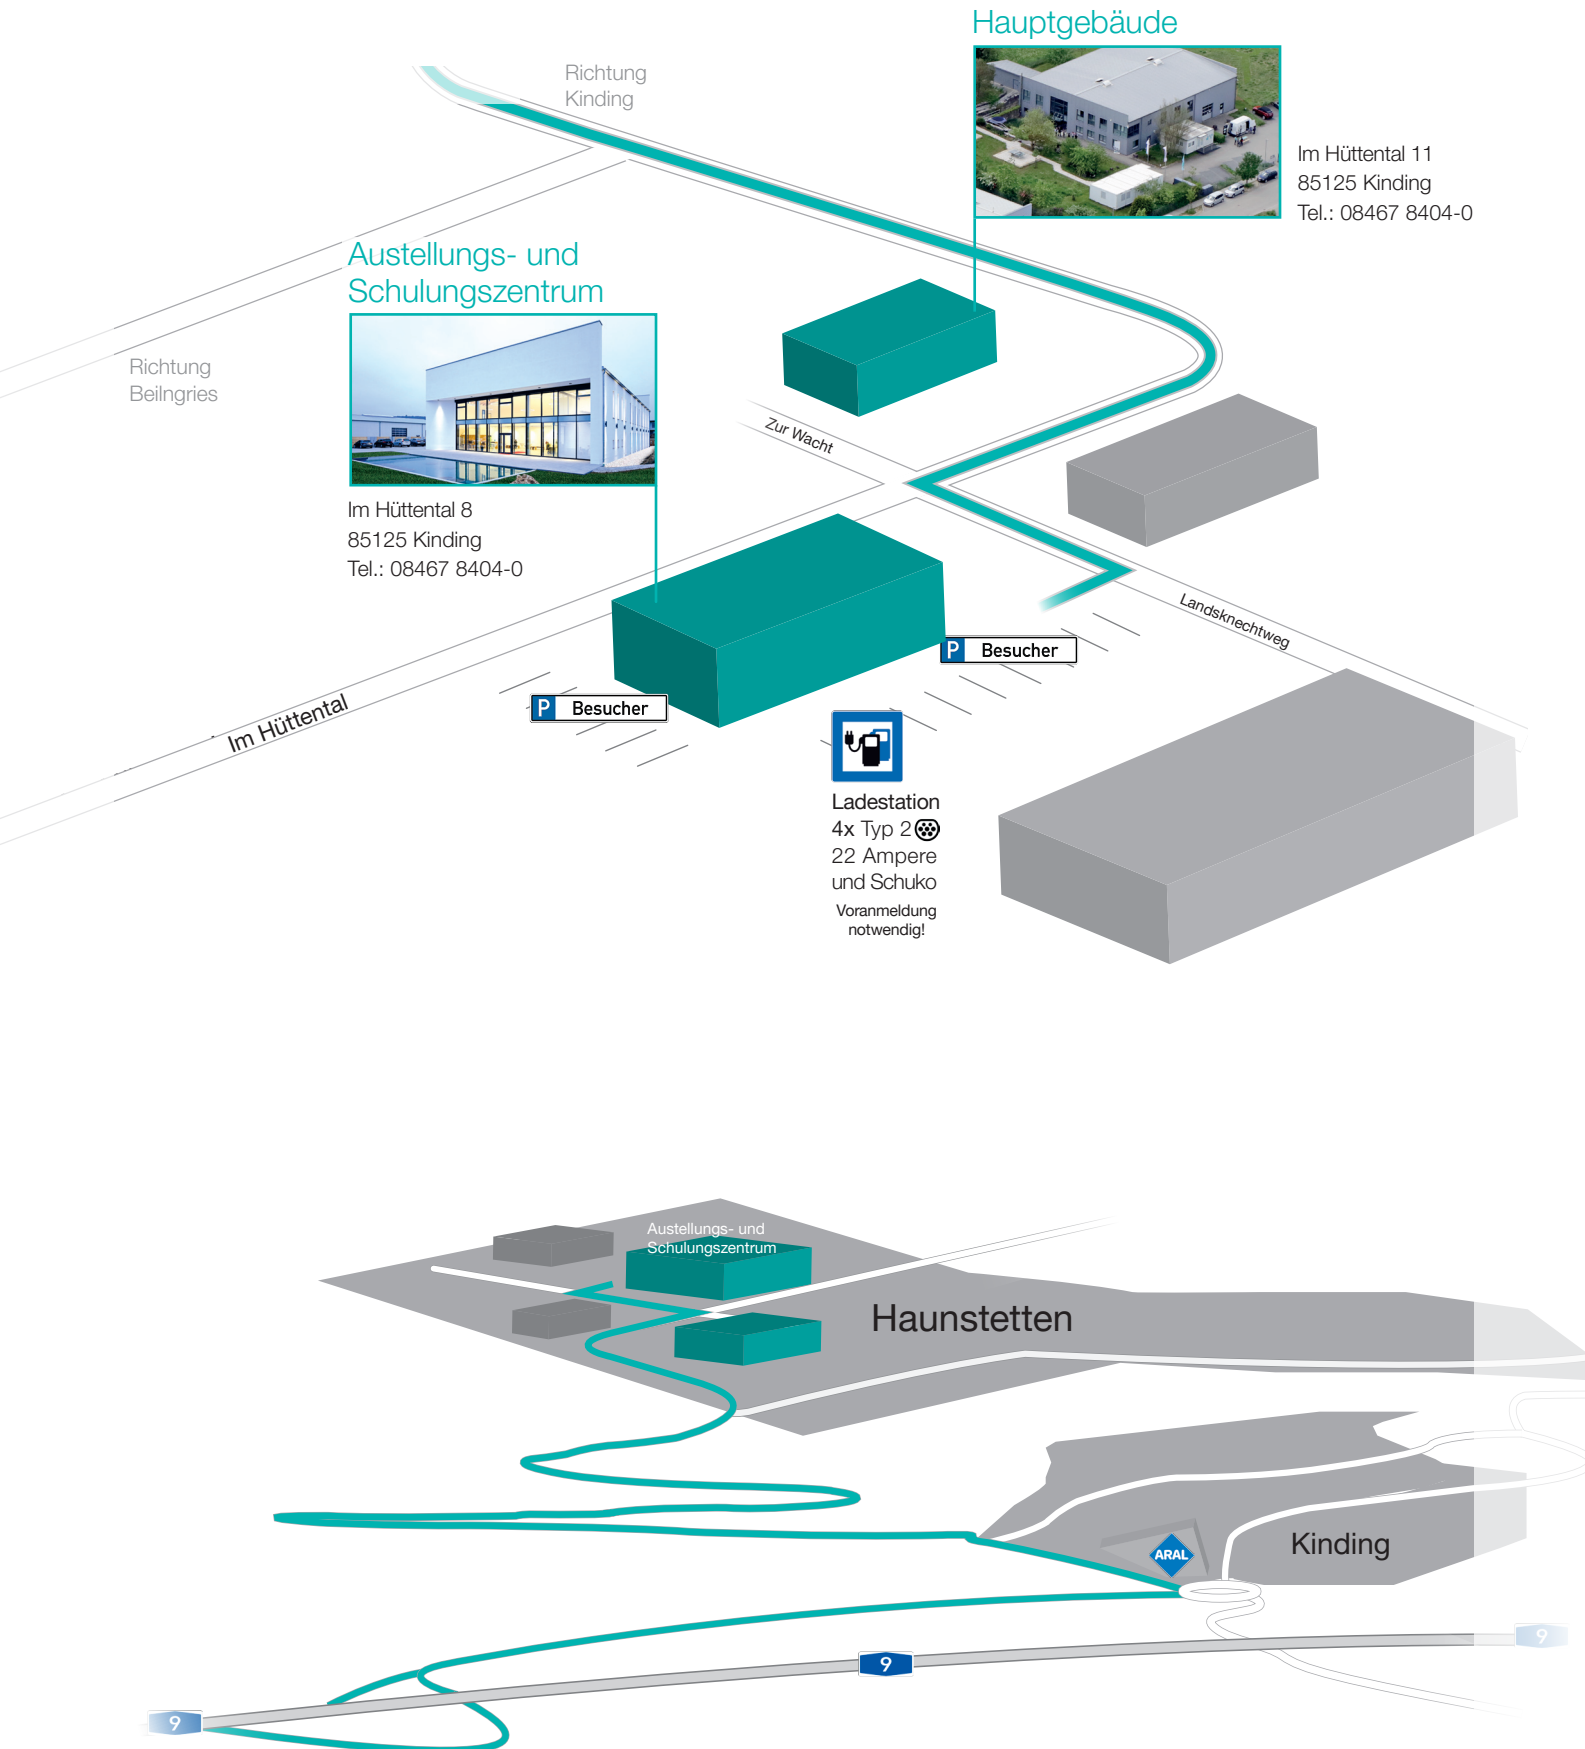 Hauptgebäude
Richtung
Kinding
Im Hüttental 11
85125 Kinding
Tel.: 08467 8404-0
Austellungs- und
Schulungszentrum
Richtung
Beilngries
Zur Wacht
Im Hüttental 8
85125 Kinding
Tel.: 08467 8404-0
Landsknechtweg
P Besucher
P Besucher
Im Hüttental
Ladestation
4x Typ 2
22 Ampere
und Schuko
Voranmeldung
notwendig!
Austellungs- und
Schulungszentrum
Haunstetten
Kinding
ARAL
9
9
9